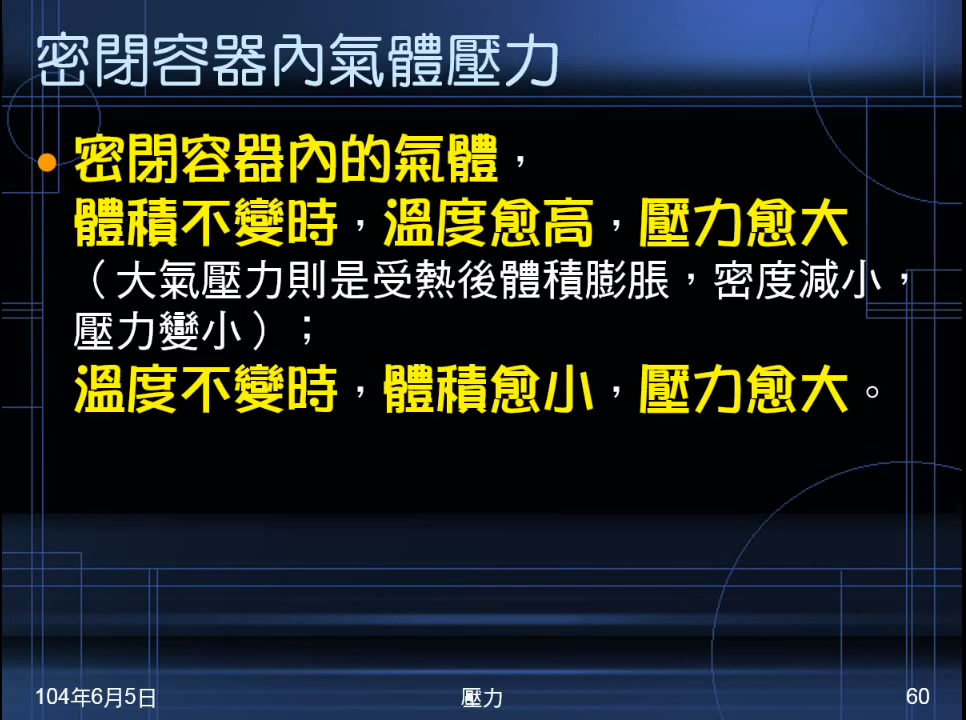 密閉容器內氣體壓力
密閉容器內的氣體，
體積不變時，溫度愈高，壓力愈大
（大氣壓力則是受熱後體積膨脹，密度減小，
壓力變小）；
溫度不變時，體積愈小，壓力愈大。
104年6月5日
壓力
60